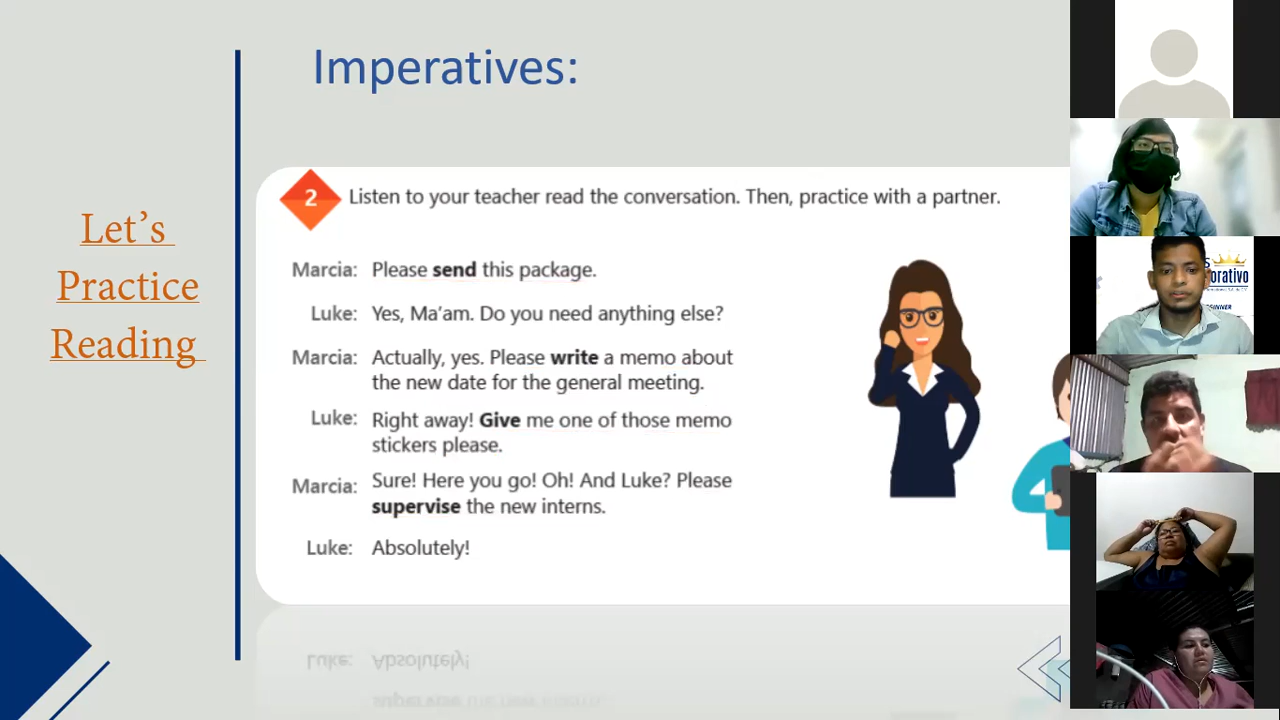 Imperatives:
Let's
Practice
Reading
2
Listen to your teacher read the conversation. Then, practice with a partner.
Marcia: Please send this package.
Luke: Yes, Ma'am. Do you need anything else?
Marcia: Actually, yes. Please write a memo about
the new date for the general meeting.
Luke: Right away! Give me one of those memo
stickers please.
Marcia: Sure! Here you go! Oh! And Luke? Please
supervise the new interns.
Luke: Absolutely!
Luke: Absolutely!
orativo